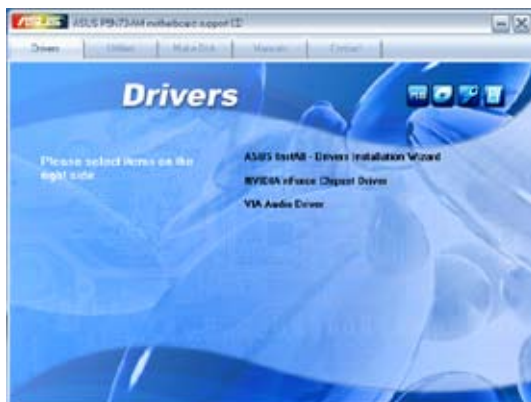 ASUS ASUS P5N73-AM motherboard support CD
Drivers Utilities Make Disk Manuals Contact
Drivers
Please select items on the
right side
ASUS InstAll - Drivers Installation Wizard
NVIDIA nForce Chipset Driver
VIA Audio Driver